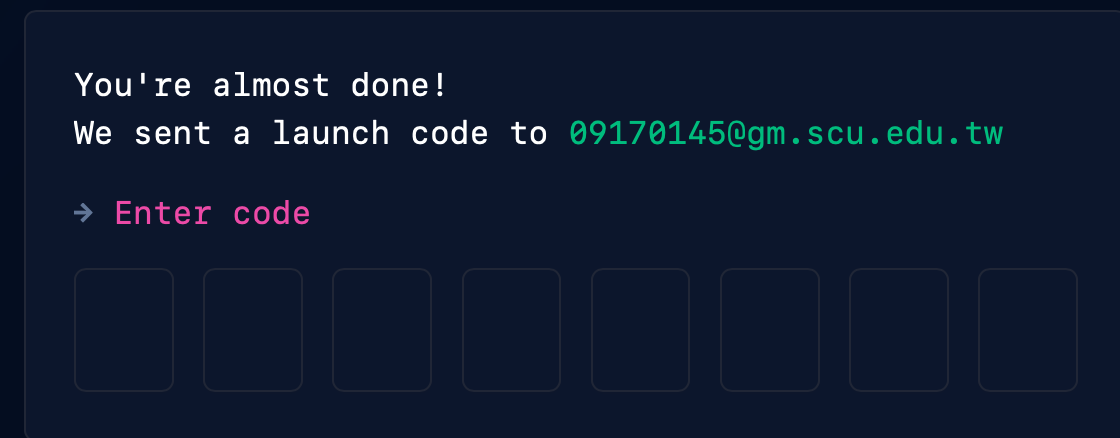 You're almost done!
We sent a launch code to 09170145@gm.scu.edu.tw
→ Enter code